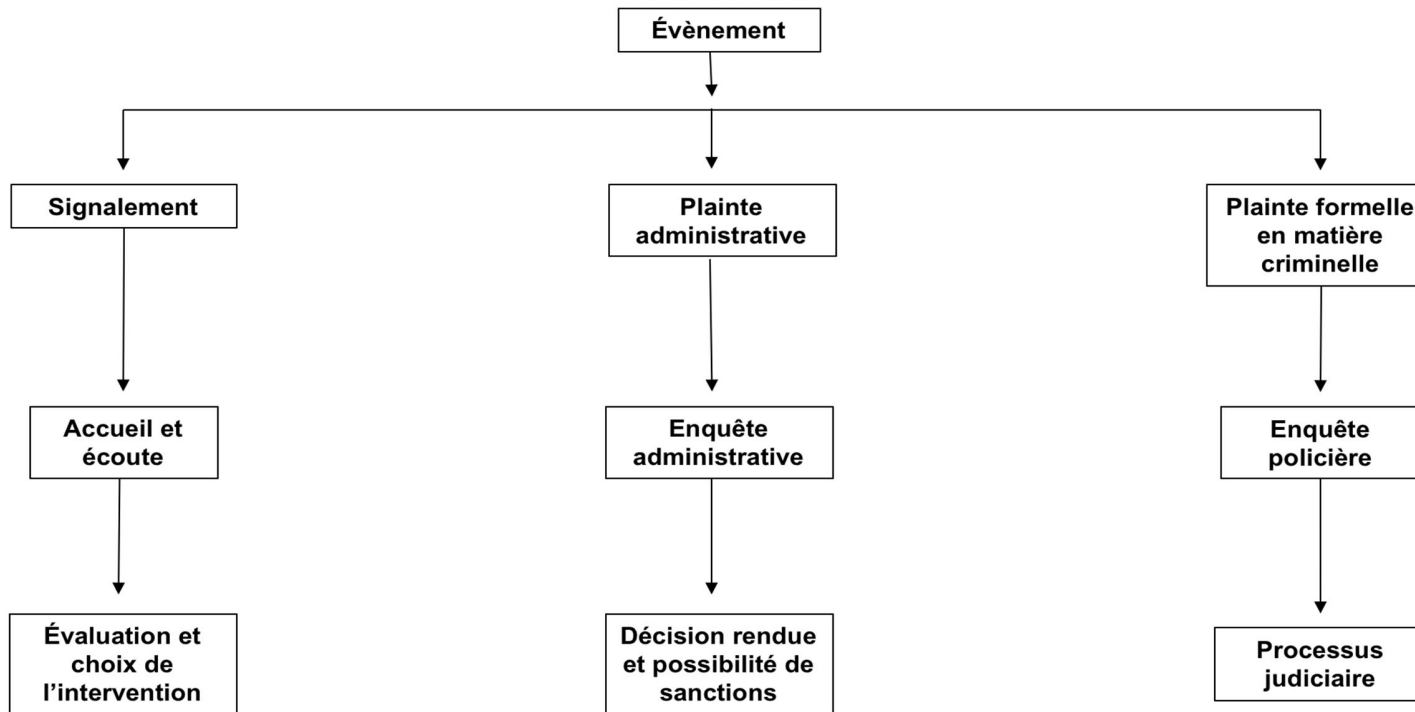 Évènement
Signalement
Plainte
administrative
Plainte formelle
en matière
criminelle
Accueil et
écoute
Enquête
administrative
Enquête
policière
Évaluation et
choix de
l’intervention
Décision rendue
et possibilité de
sanctions
Processus
judiciaire